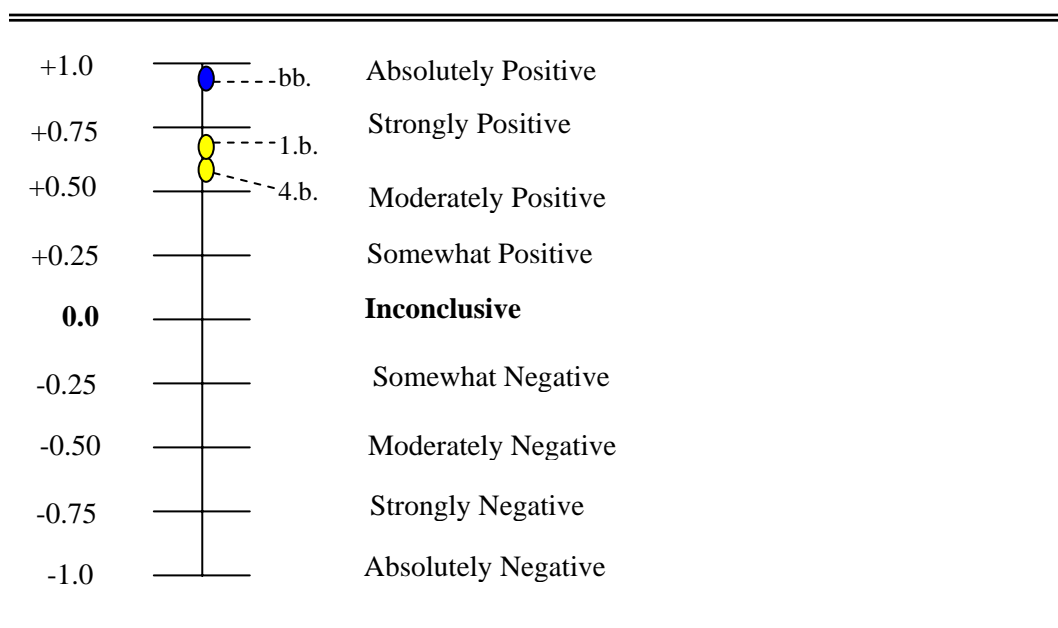 +1.0 Absolutely Positive
bb.
+0.75 Strongly Positive
1.b.
+0.50 Moderately Positive
4.b.
+0.25 Somewhat Positive
0.0 Inconclusive
-0.25 Somewhat Negative
-0.50 Moderately Negative
-0.75 Strongly Negative
-1.0 Absolutely Negative